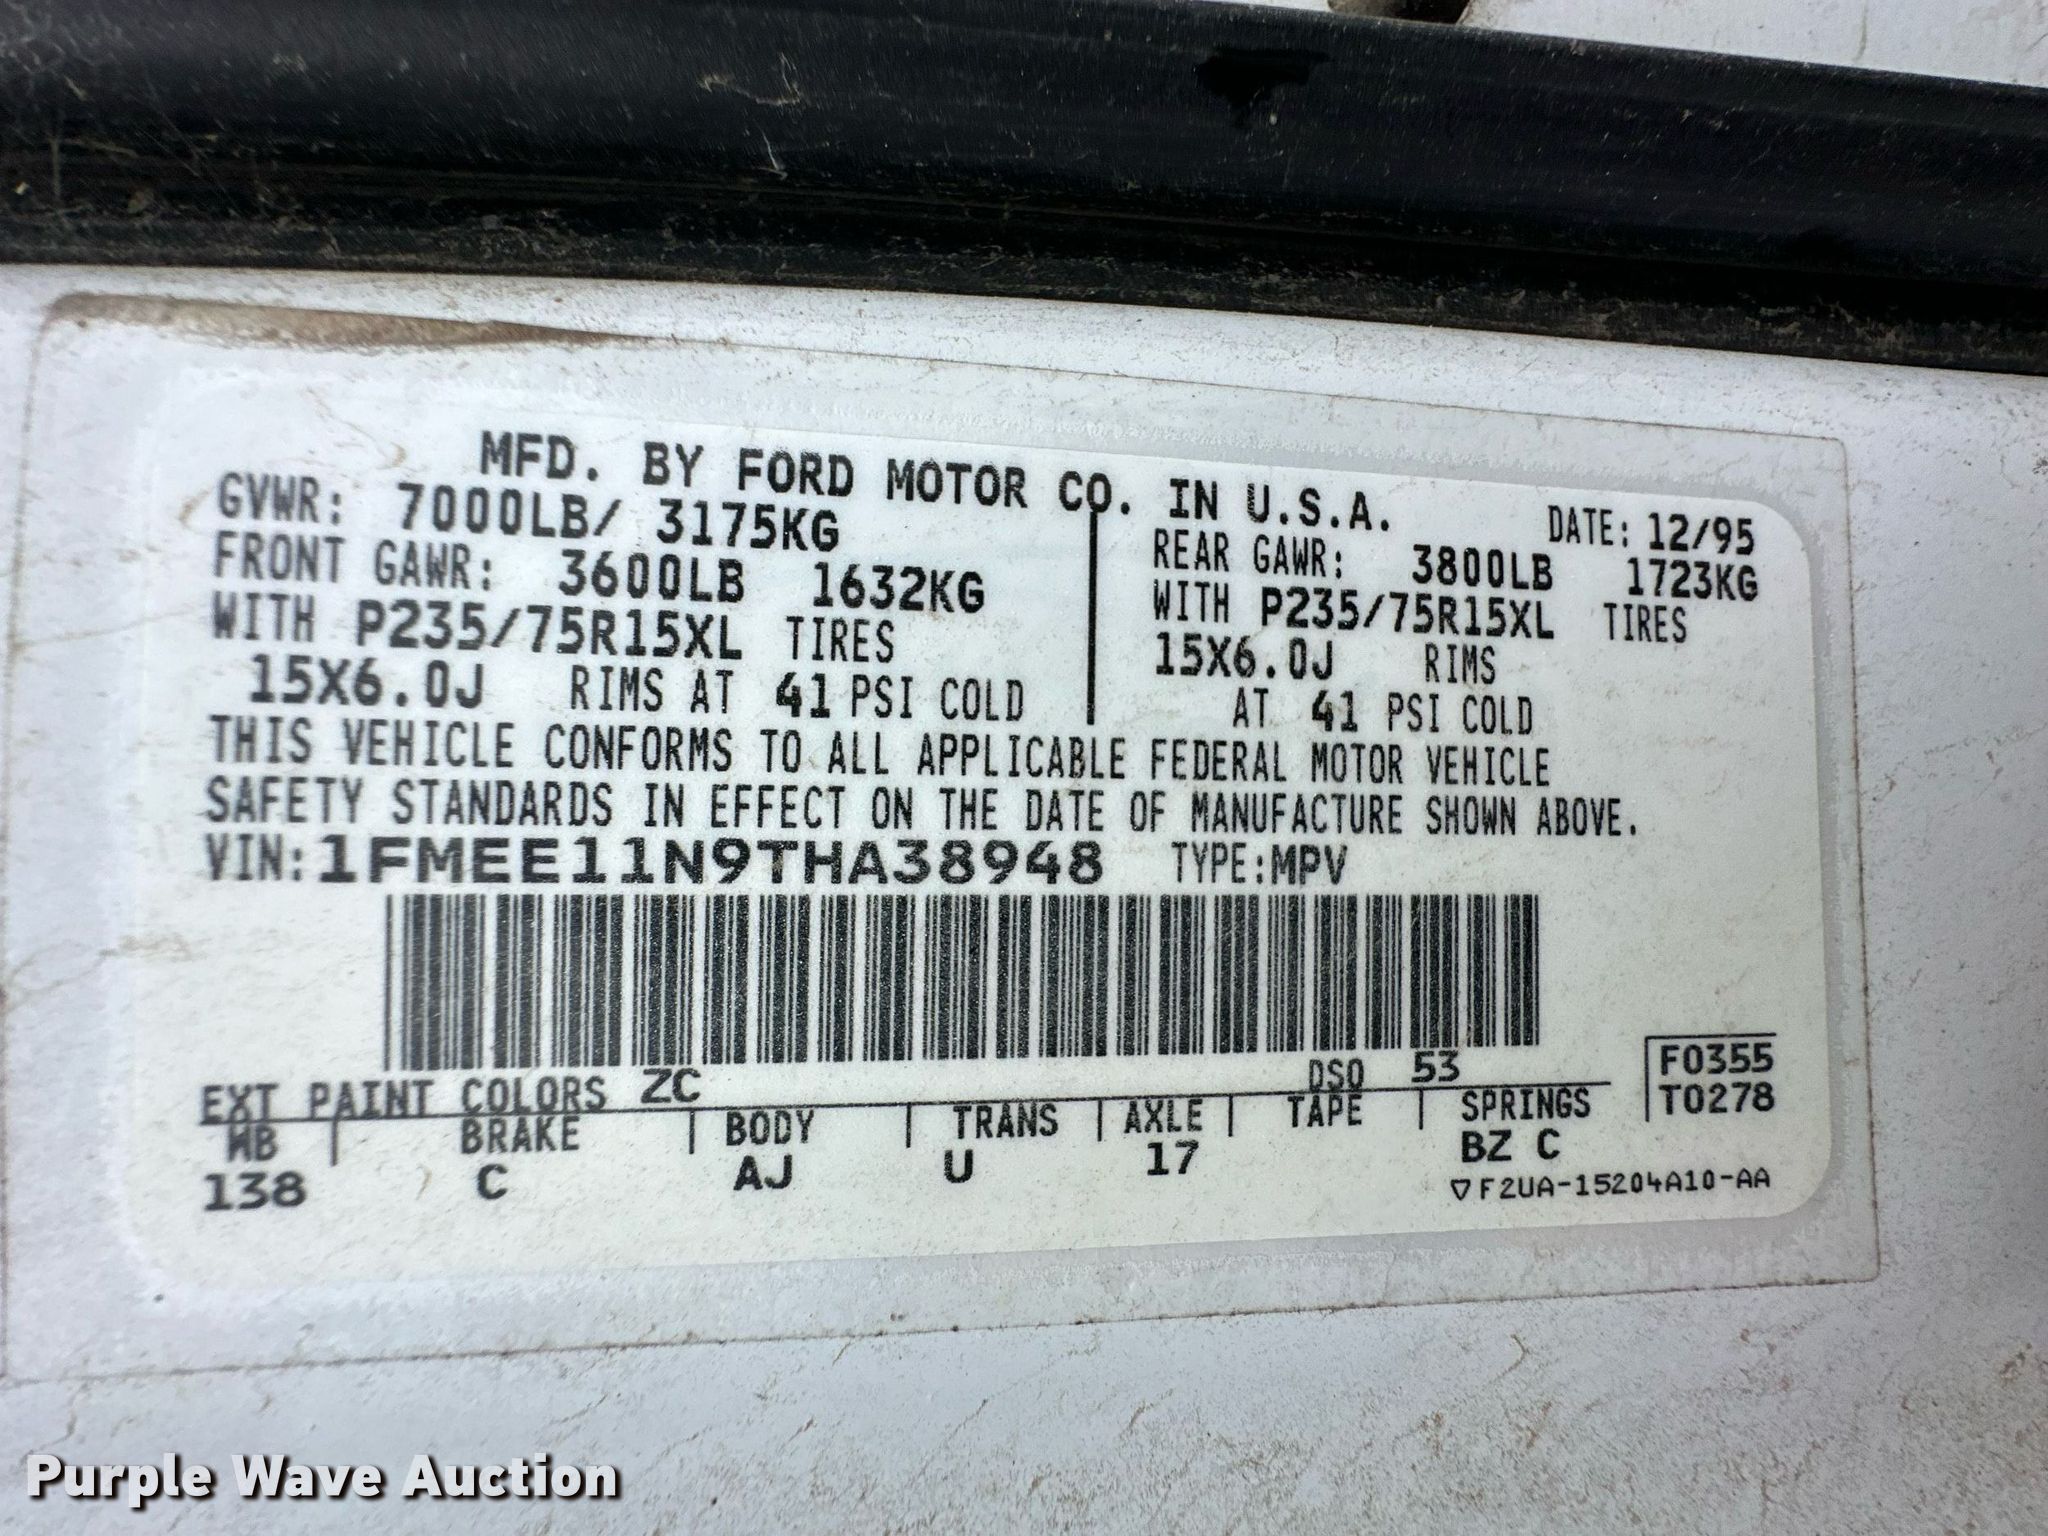 MFD. BY FORD MOTOR CO. IN U.S.A.
GVWR: 7000LB/ 3175KG
DATE: 12/95
FRONT GAWR: 3600LB 1632KG
WITH P235/75R15XL TIRES
15X6.0J RIMS AT 41 PSI COLD
REAR GAWR: 3800LB 1723KG
WITH P235/75R15XL TIRES
15X6.0J RIMS
AT 41 PSI COLD
THIS VEHICLE CONFORMS TO ALL APPLICABLE FEDERAL MOTOR VEHICLE
SAFETY STANDARDS IN EFFECT ON THE DATE OF MANUFACTURE SHOWN ABOVE.
VIN: 1FMEE11N9THA38948 TYPE: MPV
EXT PAINT COLORS ZC DSO 53
F0355
T0278
WB BRAKE BODY TRANS AXLE TAPE SPRINGS
138 C AJ U 17 BZ C
▽F2UA-15204A10-AA
Purple Wave Auction